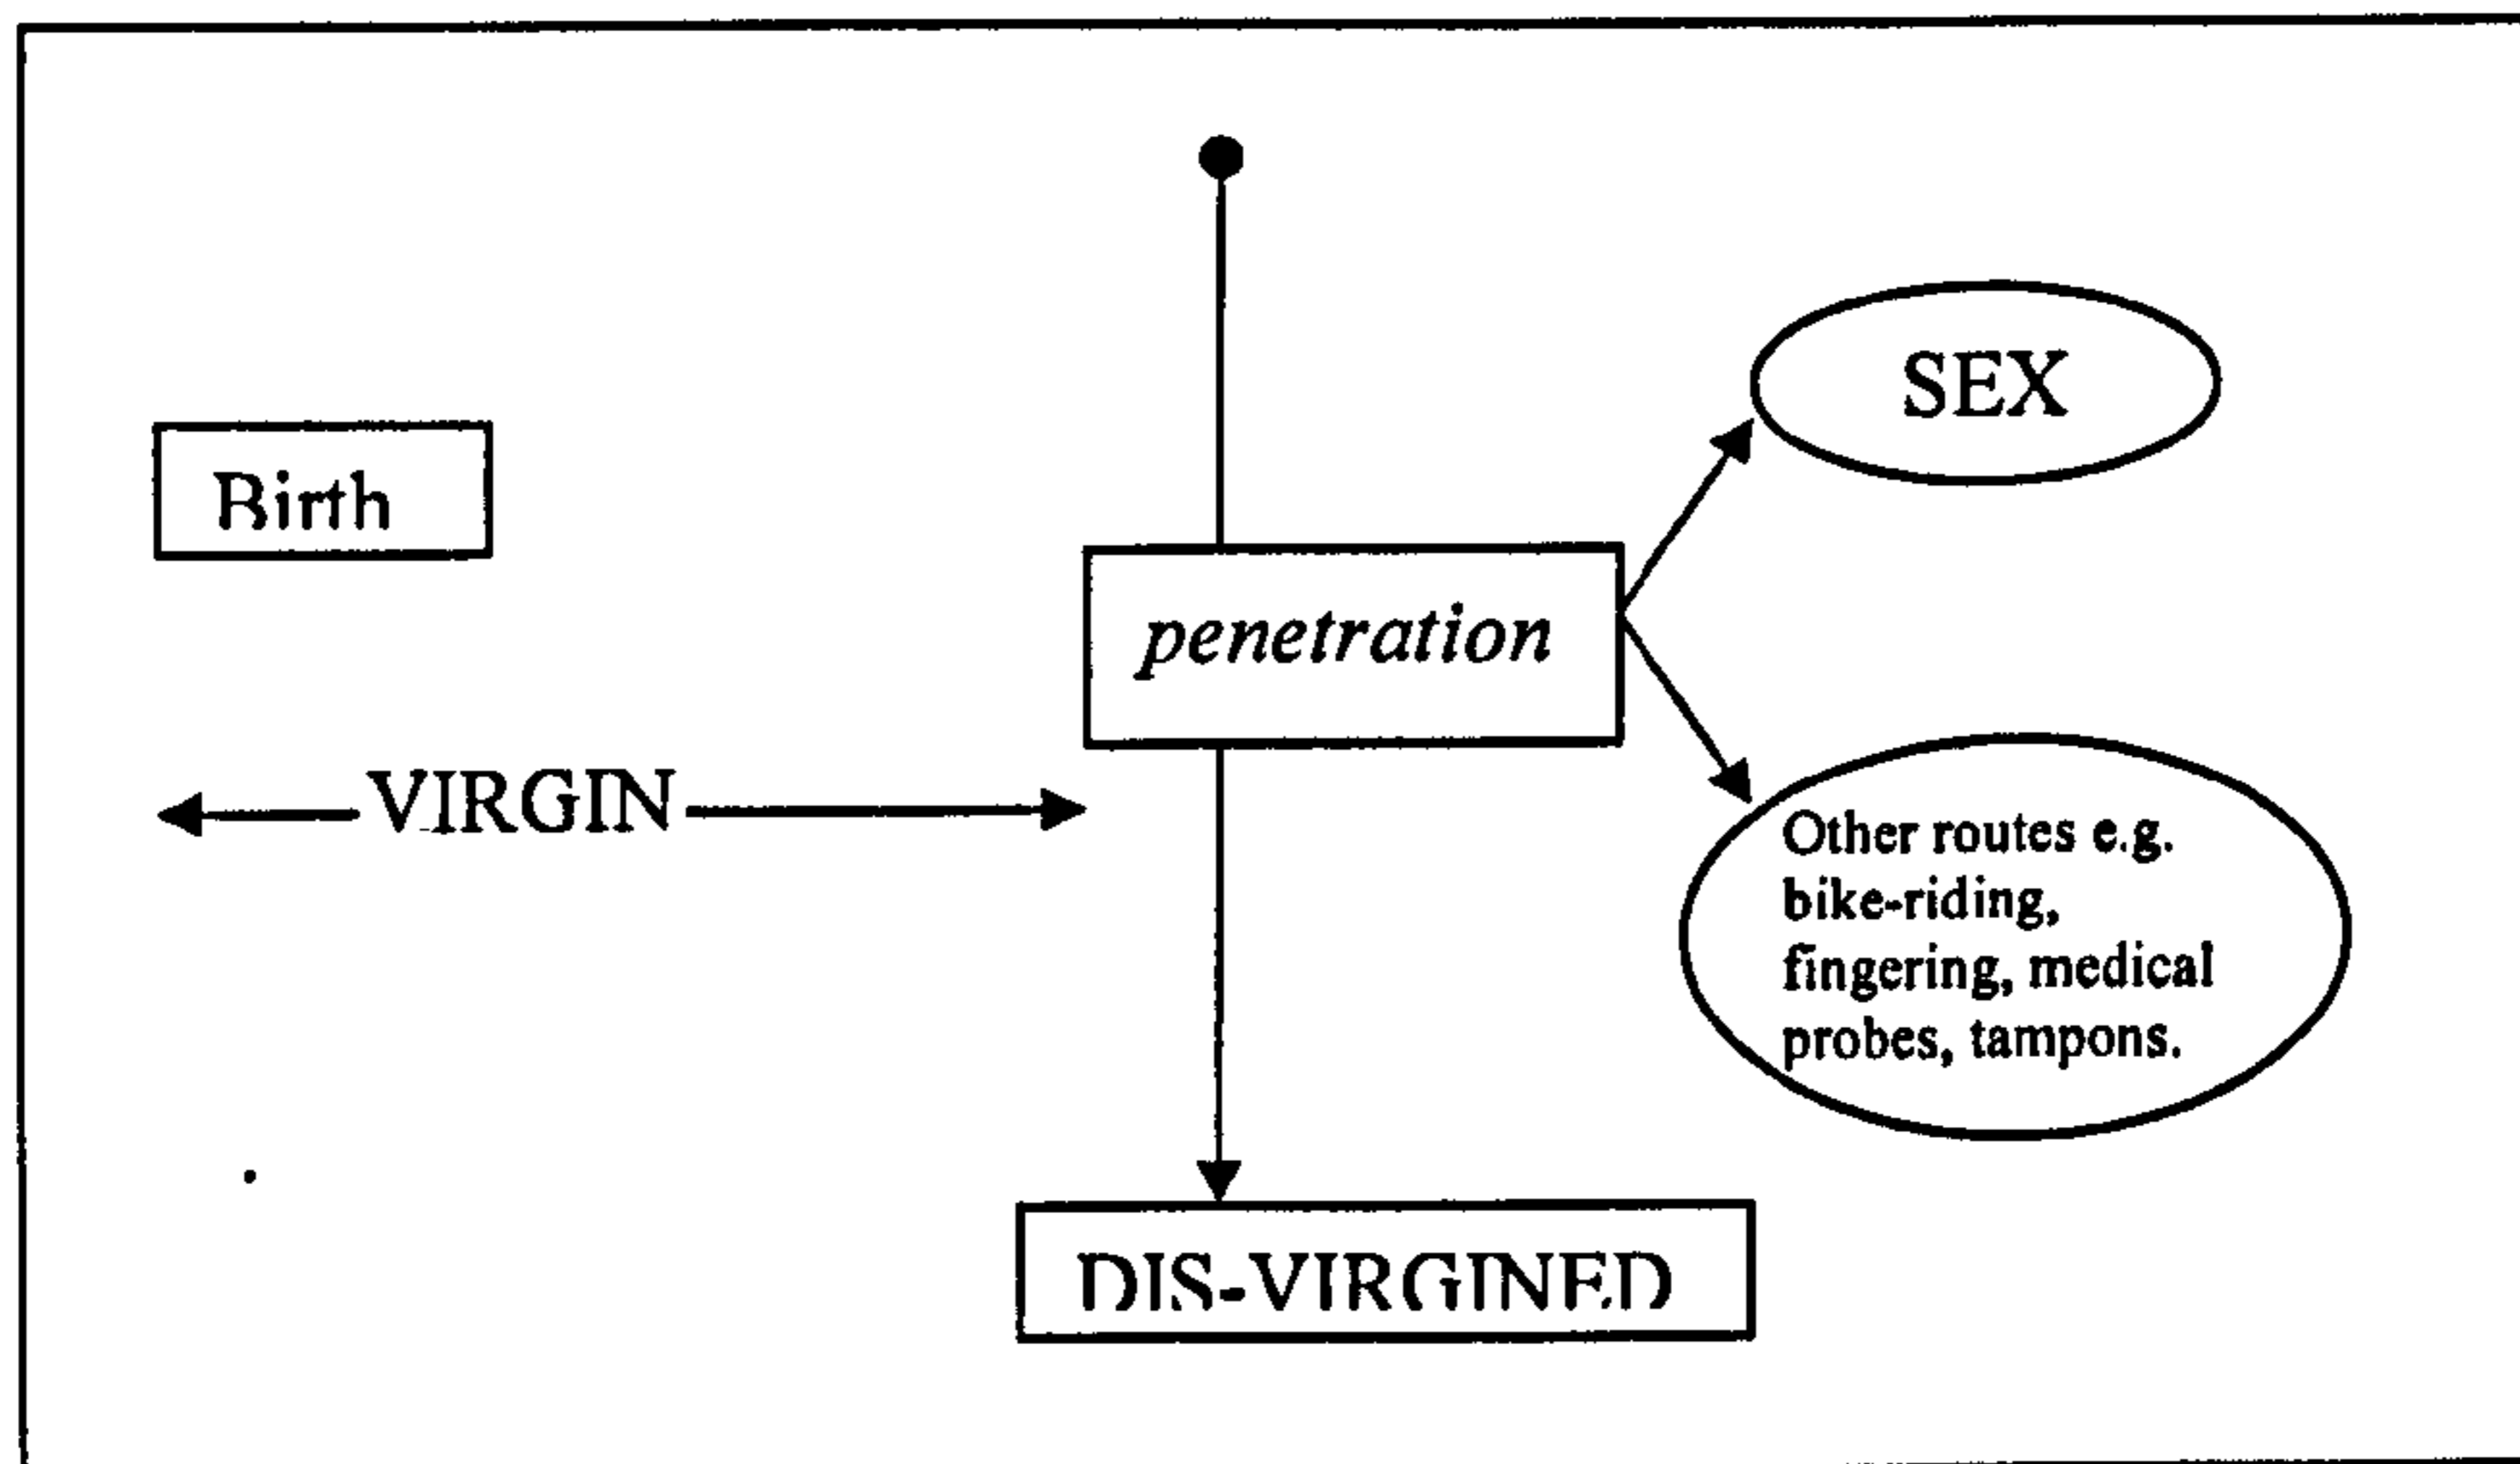 SEX
Birth
penetration
VIRGIN
Other routes e.g.
bike-riding,
fingering, medical
probes, tampons.
DIS-VIRGINED